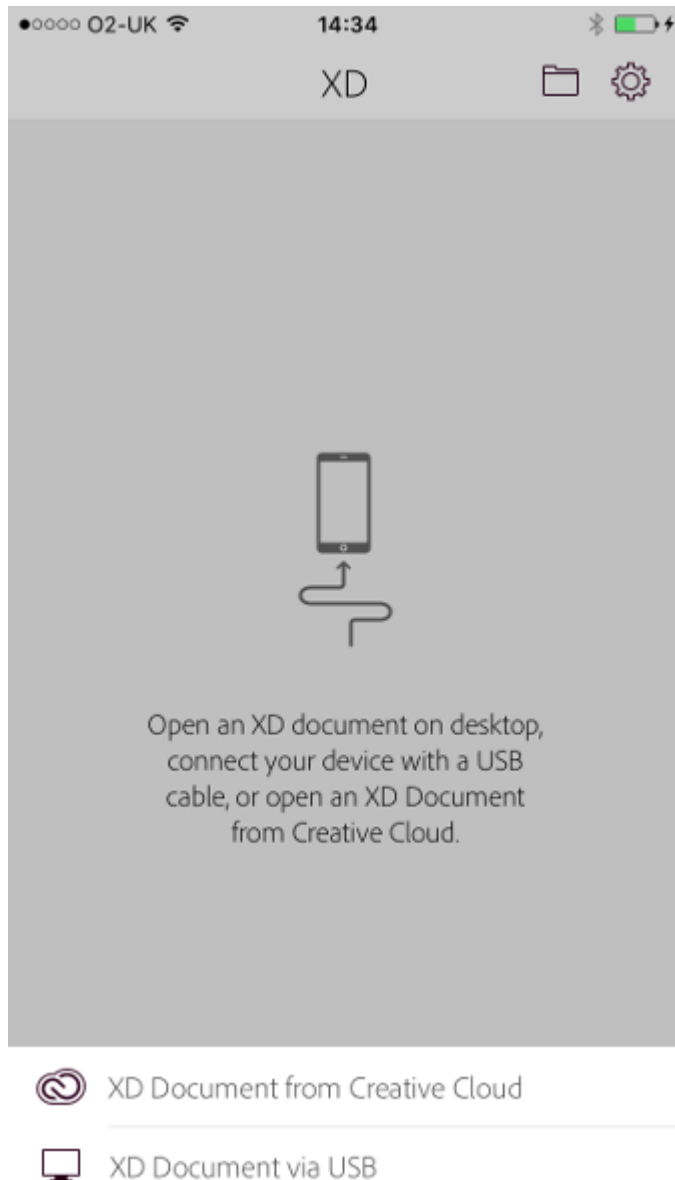 O2-UK 14:34
XD
Open an XD document on desktop,
connect your device with a USB
cable, or open an XD Document
from Creative Cloud.
XD Document from Creative Cloud
XD Document via USB